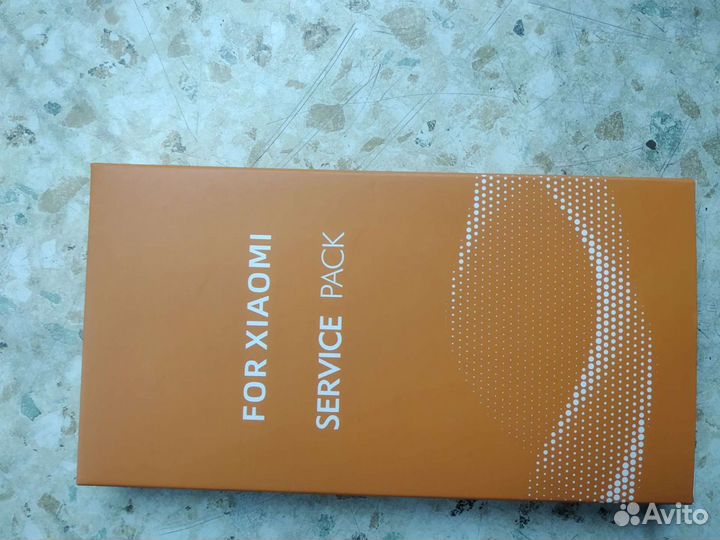 FOR XIAOMI
SERVICE PACK
Avito